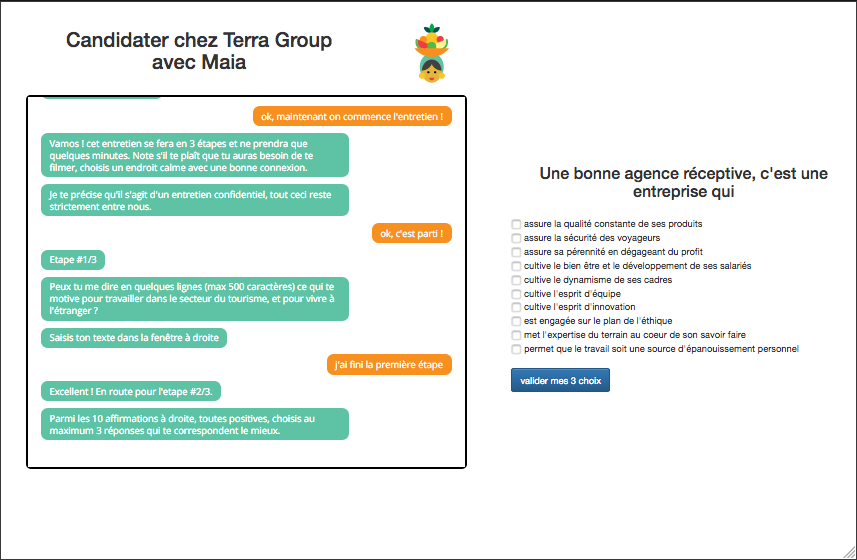 Candidater chez Terra Group
avec Maia
ok, maintenant on commence l'entretien !
Vamos ! cet entretien se fera en 3 étapes et ne prendra que
quelques minutes. Note s'il te plaît que tu auras besoin de te
filmer, choisis un endroit calme avec une bonne connexion.
Je te précise qu'il s'agit d'un entretien confidentiel, tout ceci reste
strictement entre nous.
ok, c'est parti !
Etape #1/3
Peux tu me dire en quelques lignes (max 500 caractères) ce qui te
motive pour travailler dans le secteur du tourisme, et pour vivre à
l'étranger ?
Saisis ton texte dans la fenêtre à droite
j'ai fini la première étape
Excellent ! En route pour l'etape #2/3.
Parmi les 10 affirmations à droite, toutes positives, choisis au
maximum 3 réponses qui te correspondent le mieux.
Une bonne agence réceptive, c'est une
entreprise qui
assure la qualité constante de ses produits
assure la sécurité des voyageurs
assure sa pérennité en dégageant du profit
cultive le bien être et le développement de ses salariés
cultive le dynamisme de ses cadres
cultive l'esprit d'équipe
cultive l'esprit d'innovation
est engagée sur le plan de l'éthique
met l'expertise du terrain au coeur de son savoir faire
permet que le travail soit une source d'épanouissement personnel
valider mes 3 choix